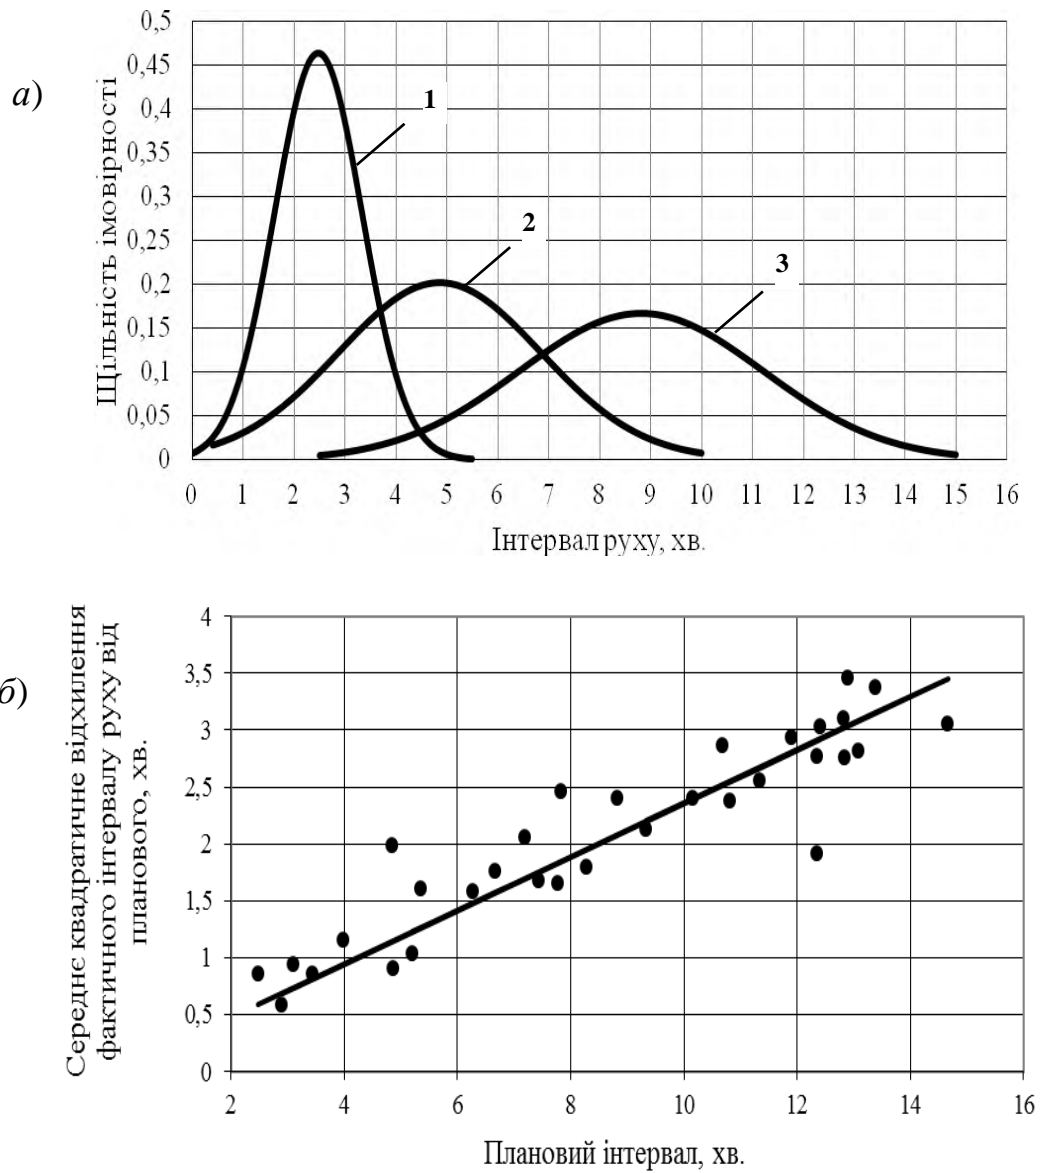 а)
Щільність імовірності
0,5
0,45
0,4
0,35
0,3
0,25
0,2
0,15
0,1
0,05
0
1
2
3
0 1 2 3 4 5 6 7 8 9 10 11 12 13 14 15 16
Інтервал руху, хв.
б)
Середнє квадратичне відхилення
фактичного інтервалу руху від
планового, хв.
4
3,5
3
2,5
2
1,5
1
0,5
0
2 4 6 8 10 12 14 16
Плановий інтервал, хв.